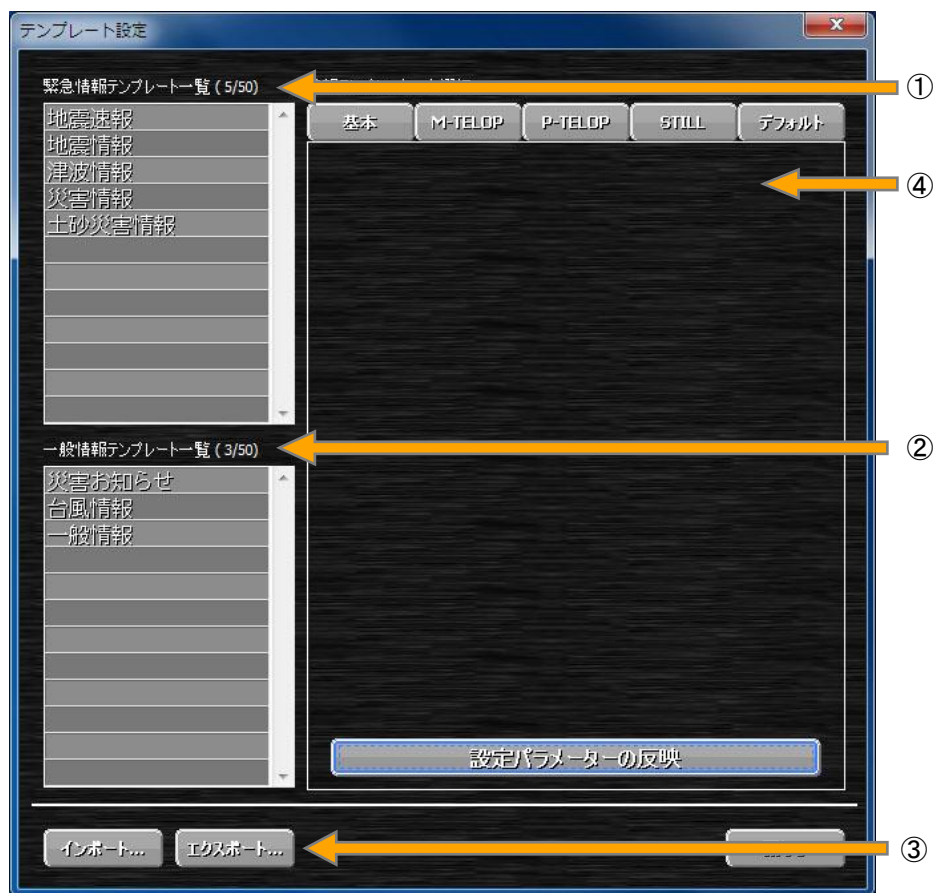 テンプレート設定
緊急情報テンプレート一覧 ( 5/50)
①
地震速報
地震情報
津波情報
災害情報
土砂災害情報
基本
M-TELOP
P-TELOP
STILL
デフォルト
④
一般情報テンプレート一覧 ( 3/50)
②
災害お知らせ
台風情報
一般情報
設定パラメーターの反映
インポート...
エクスポート...
③